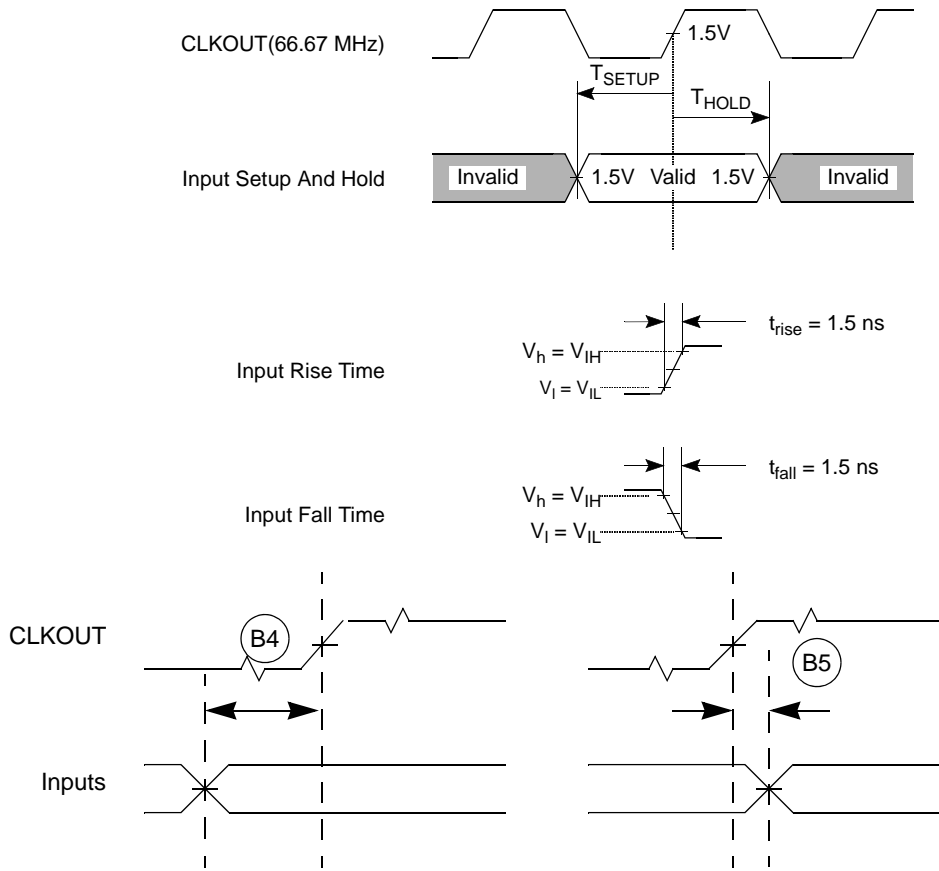 CLKOUT(66.67 MHz)
1.5V
TSETUP
THOLD
Input Setup And Hold
Invalid
1.5V
Valid
1.5V
Invalid
trise = 1.5 ns
Vh = VIH
Input Rise Time
Vl = VIL
tfall = 1.5 ns
Vh = VIH
Input Fall Time
Vl = VIL
CLKOUT
B4
B5
Inputs